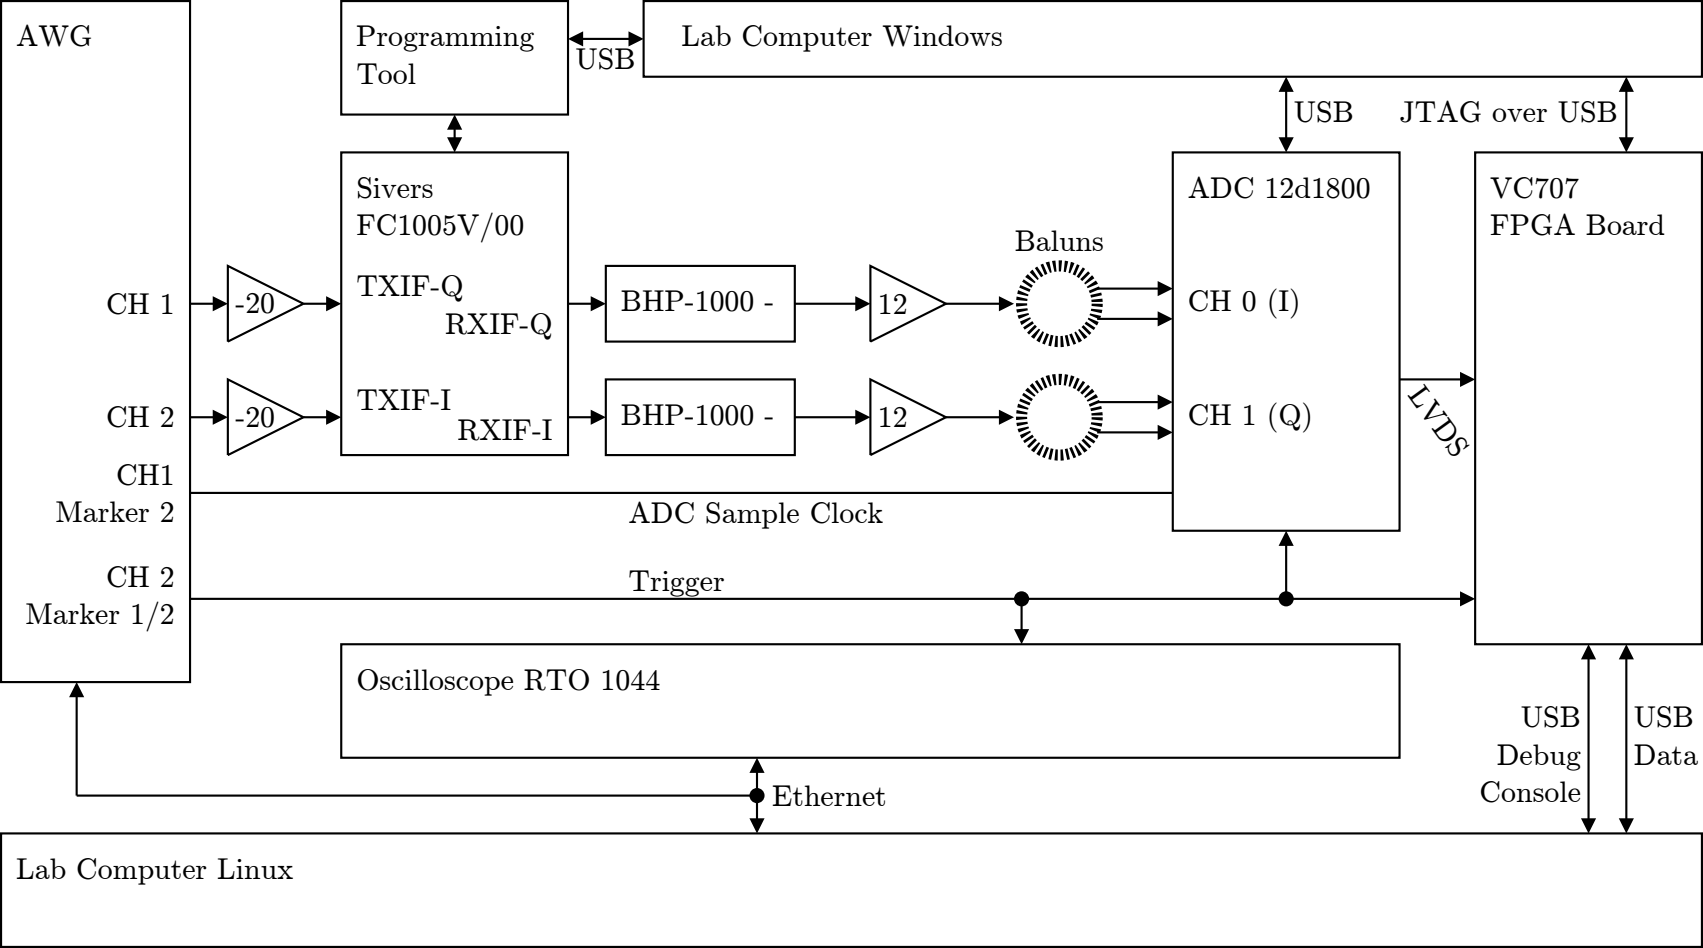 AWG
Programming
Tool
USB
Lab Computer Windows
USB
JTAG over USB
Sivers
FC1005V/00
ADC 12d1800
VC707
FPGA Board
Baluns
CH 1
-20
TXIF-Q
RXIF-Q
BHP-1000 -
12
CH 0 (I)
CH 2
-20
TXIF-I
RXIF-I
BHP-1000 -
12
CH 1 (Q)
LVDS
CH1
Marker 2
ADC Sample Clock
CH 2
Marker 1/2
Trigger
Oscilloscope RTO 1044
USB
Debug
Console
USB
Data
Ethernet
Lab Computer Linux